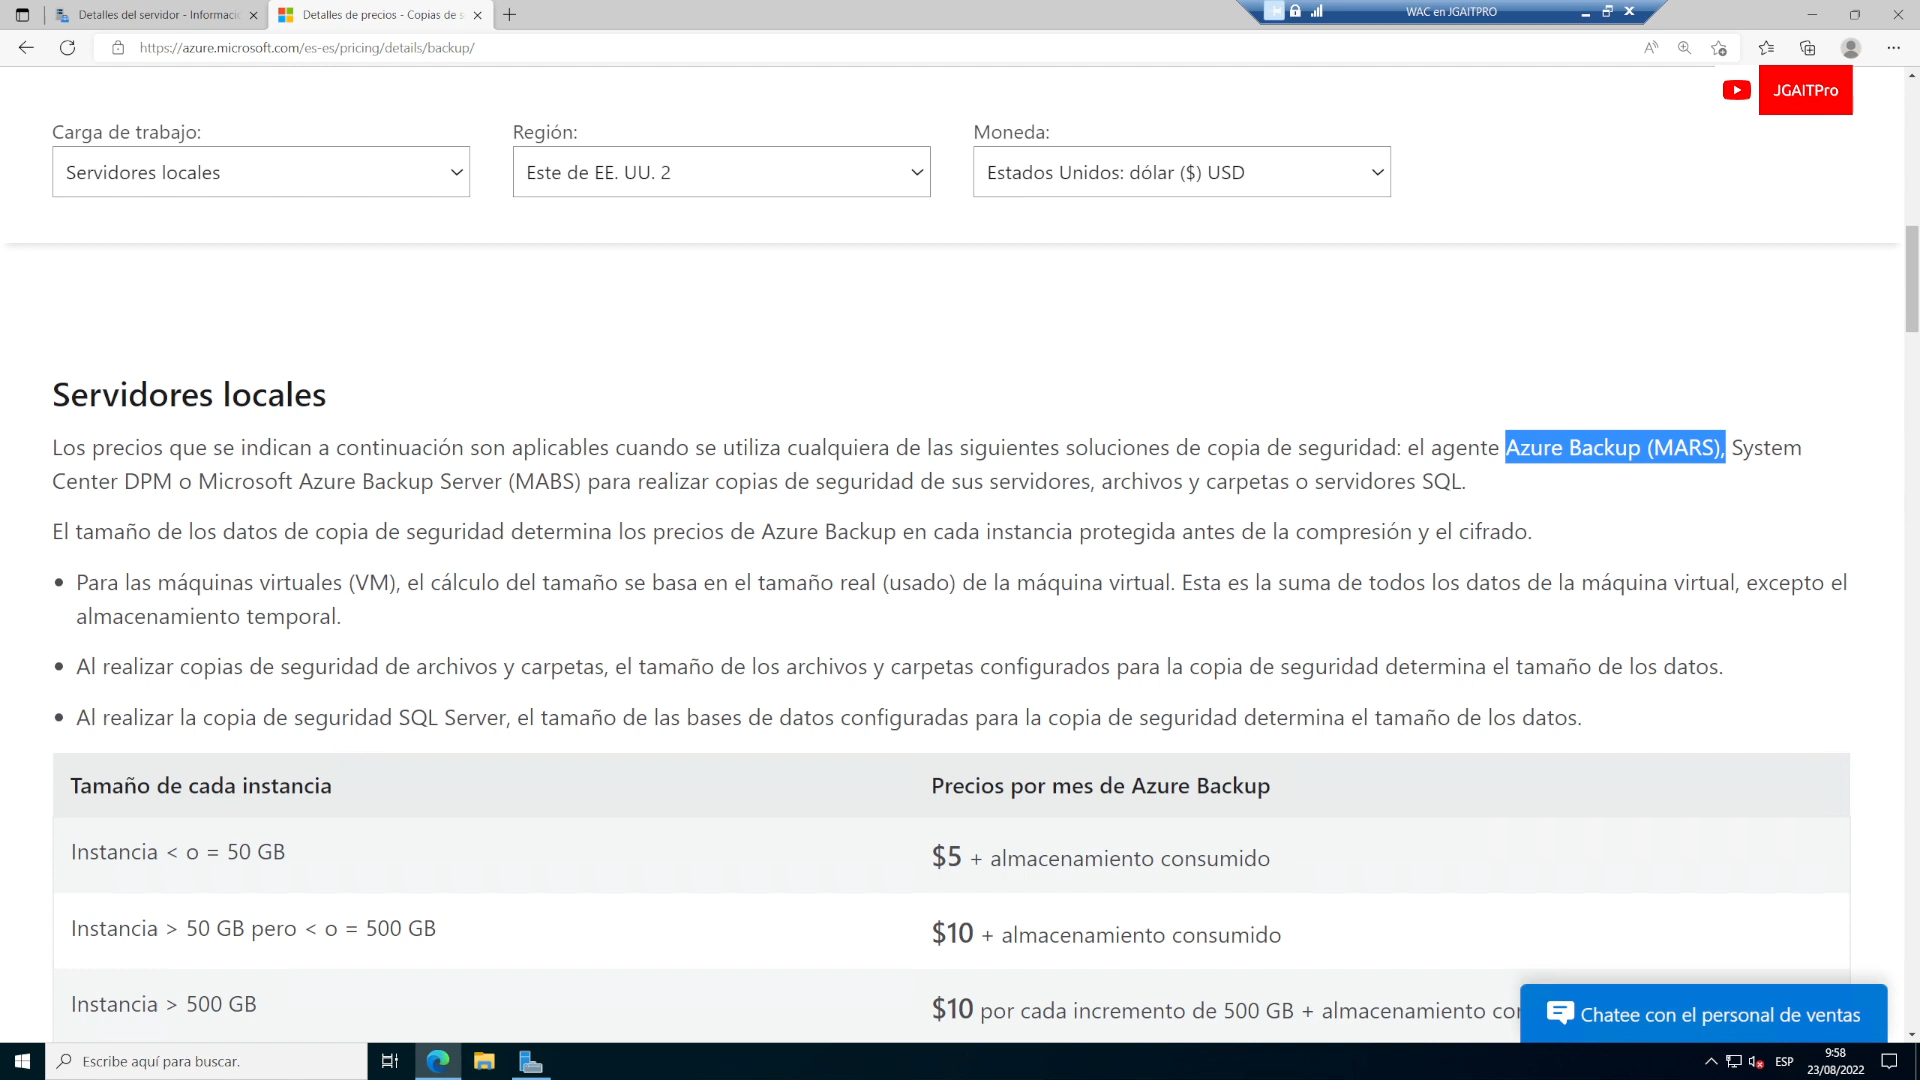 Detalles del servidor - Informació
Detalles de precios - Copias de s
WAC en JGAITPRO
https://azure.microsoft.com/es-es/pricing/details/backup/
JGAITPro
Carga de trabajo:
Región:
Moneda:
Servidores locales
Este de EE. UU. 2
Estados Unidos: dólar ($) USD
Servidores locales
Los precios que se indican a continuación son aplicables cuando se utiliza cualquiera de las siguientes soluciones de copia de seguridad: el agente Azure Backup (MARS), System
Center DPM o Microsoft Azure Backup Server (MABS) para realizar copias de seguridad de sus servidores, archivos y carpetas o servidores SQL.
El tamaño de los datos de copia de seguridad determina los precios de Azure Backup en cada instancia protegida antes de la compresión y el cifrado.
• Para las máquinas virtuales (VM), el cálculo del tamaño se basa en el tamaño real (usado) de la máquina virtual. Esta es la suma de todos los datos de la máquina virtual, excepto el
almacenamiento temporal.
• Al realizar copias de seguridad de archivos y carpetas, el tamaño de los archivos y carpetas configurados para la copia de seguridad determina el tamaño de los datos.
• Al realizar la copia de seguridad SQL Server, el tamaño de las bases de datos configuradas para la copia de seguridad determina el tamaño de los datos.
Tamaño de cada instancia
Precios por mes de Azure Backup
Instancia < o = 50 GB
$5 + almacenamiento consumido
Instancia > 50 GB pero < o = 500 GB
$10 + almacenamiento consumido
Instancia > 500 GB
$10 por cada incremento de 500 GB + almacenamiento cor
Chatee con el personal de ventas
Escribe aquí para buscar.
ESP
9:58
23/08/2022